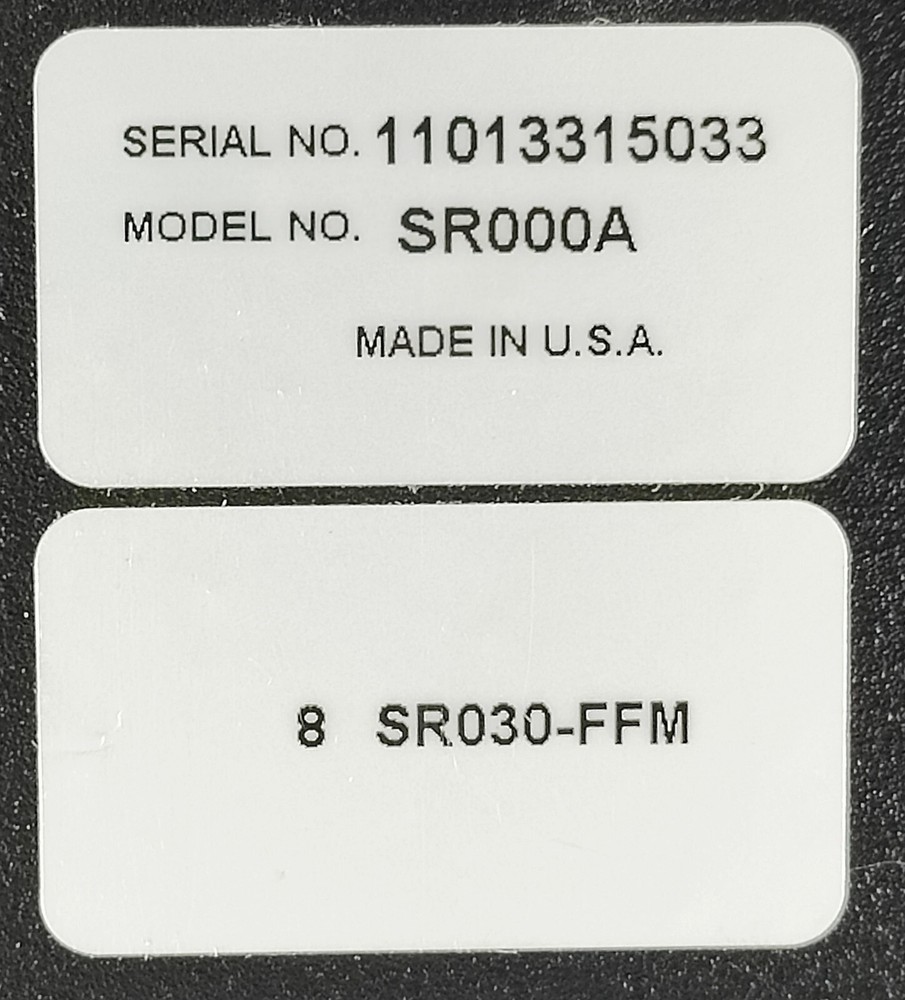 SERIAL NO. 11013315033
MODEL NO. SR000A
MADE IN U.S.A.
8 SR030-FFM